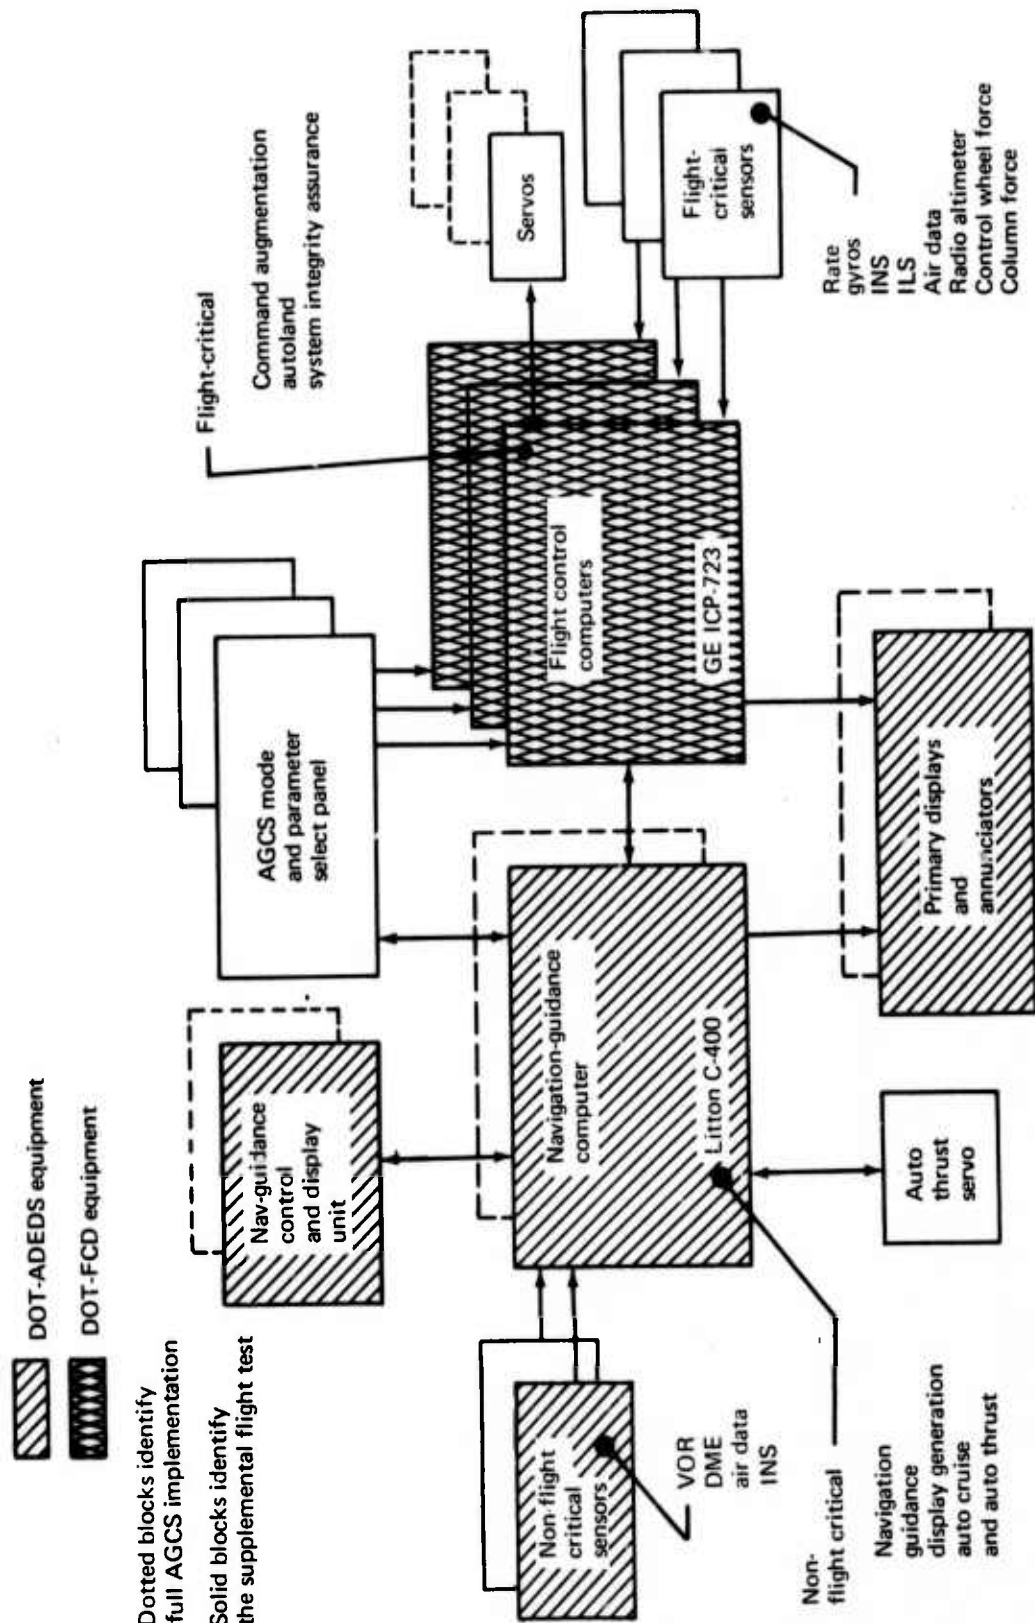 DOT-ADEDS equipment
DOT-FCD equipment
Dotted blocks identify
full AGCS implementation
Solid blocks identify
the supplemental flight test
Nav-guidance
control
and display
unit
AGCS mode
and parameter
select panel
Flight-critical
Command augmentation
autoland
system integrity assurance
Servos
Non-flight
critical
sensors
VOR
DME
air data
INS
Navigation-guidance
computer
Litton C-400
Flight control
computers
GE ICP-723
Flight-
critical
sensors
Rate
gyros
INS
ILS
Air data
Radio altimeter
Control wheel force
Column force
Non-
flight critical
Navigation
guidance
display generation
auto cruise
and auto thrust
Auto
thrust
servo
Primary displays
and
annunciators